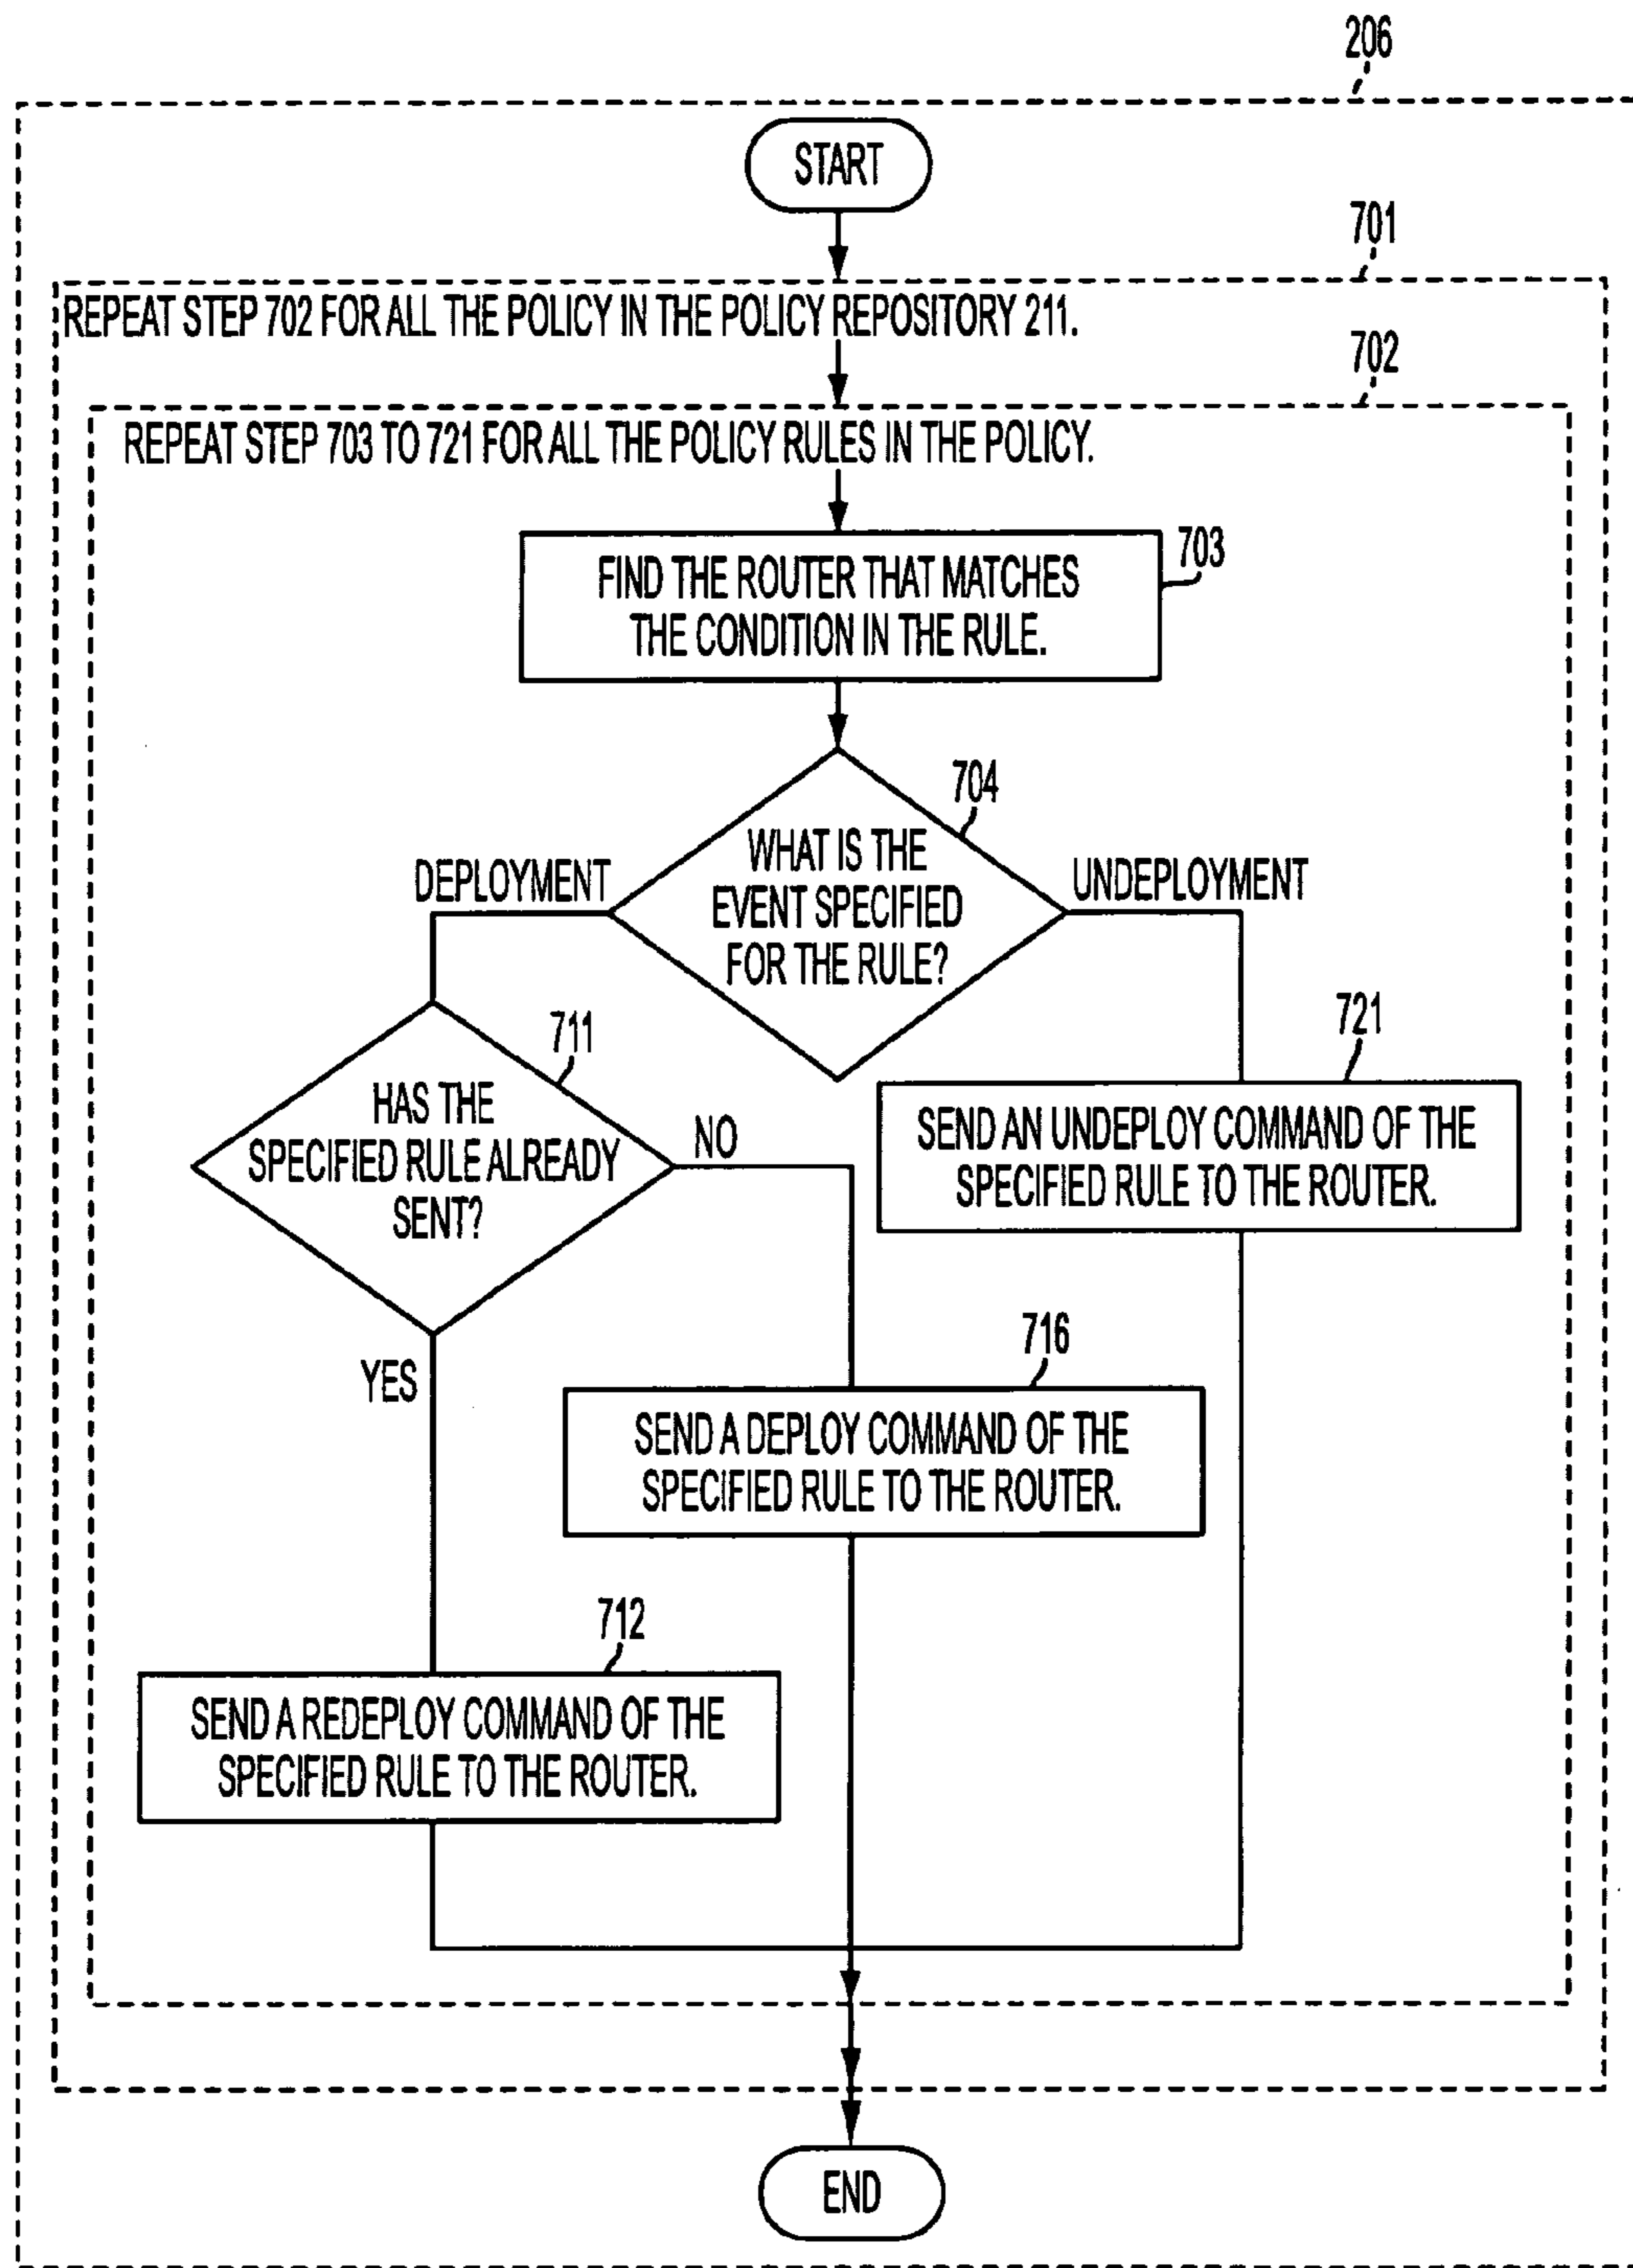 206
START
701
REPEAT STEP 702 FOR ALL THE POLICY IN THE POLICY REPOSITORY 211.
702
REPEAT STEP 703 TO 721 FOR ALL THE POLICY RULES IN THE POLICY.
703
FIND THE ROUTER THAT MATCHES
THE CONDITION IN THE RULE.
704
WHAT IS THE
EVENT SPECIFIED
FOR THE RULE?
DEPLOYMENT
UNDEPLOYMENT
711
HAS THE
SPECIFIED RULE ALREADY
SENT?
NO
YES
721
SEND AN UNDEPLOY COMMAND OF THE
SPECIFIED RULE TO THE ROUTER.
716
SEND A DEPLOY COMMAND OF THE
SPECIFIED RULE TO THE ROUTER.
712
SEND A REDEPLOY COMMAND OF THE
SPECIFIED RULE TO THE ROUTER.
END